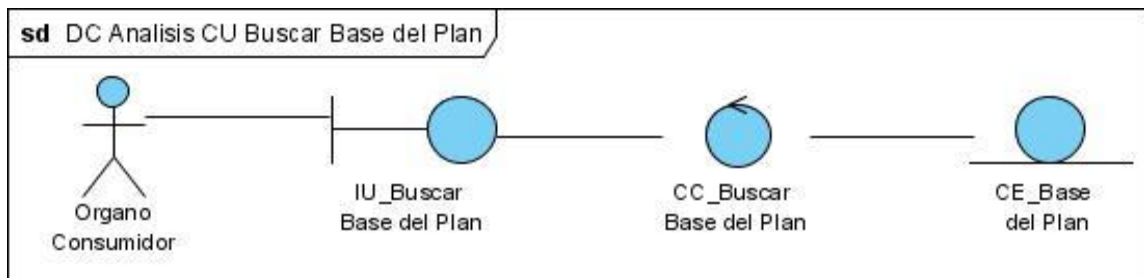 sd DC Analisis CU Buscar Base del Plan
Organo
Consumidor
IU_Buscar
Base del Plan
CC_Buscar
Base del Plan
CE_Base
del Plan